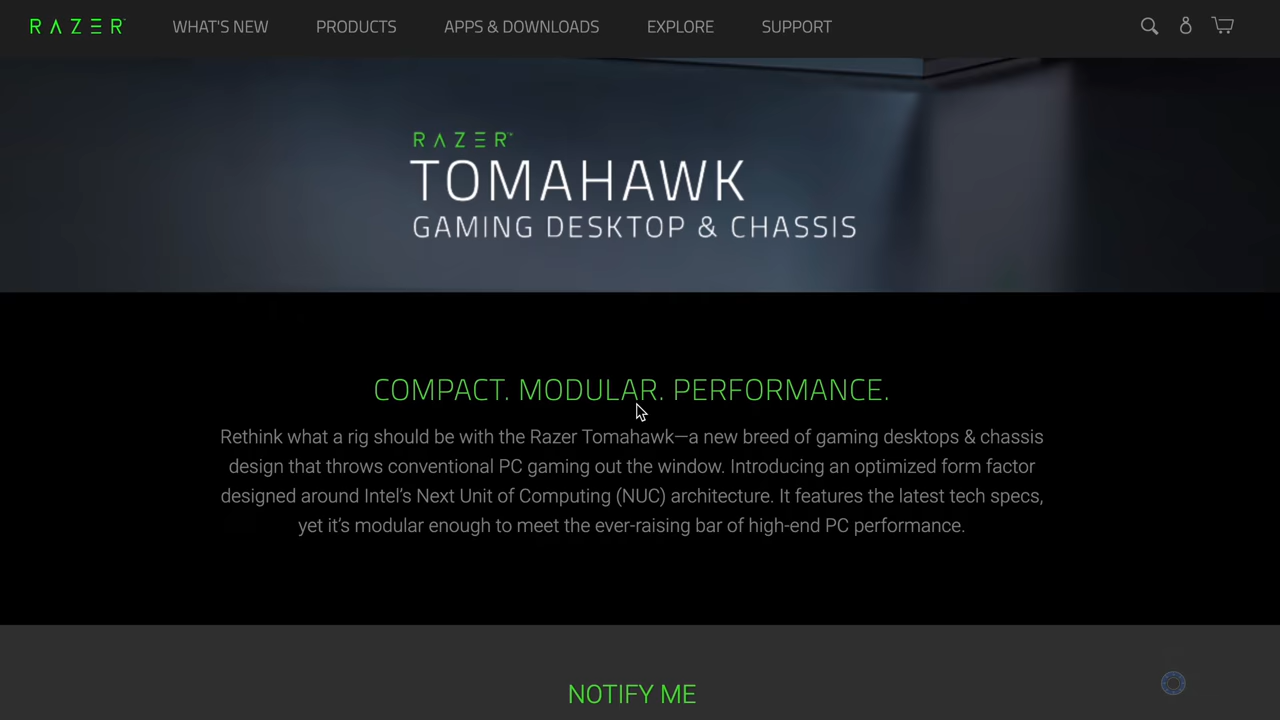 RAZER WHAT'S NEW PRODUCTS APPS & DOWNLOADS EXPLORE SUPPORT
RAZER™
TOMAHAWK
GAMING DESKTOP & CHASSIS
COMPACT. MODULAR. PERFORMANCE.
Rethink what a rig should be with the Razer Tomahawk—a new breed of gaming desktops & chassis
design that throws conventional PC gaming out the window. Introducing an optimized form factor
designed around Intel’s Next Unit of Computing (NUC) architecture. It features the latest tech specs,
yet it’s modular enough to meet the ever-raising bar of high-end PC performance.
NOTIFY ME